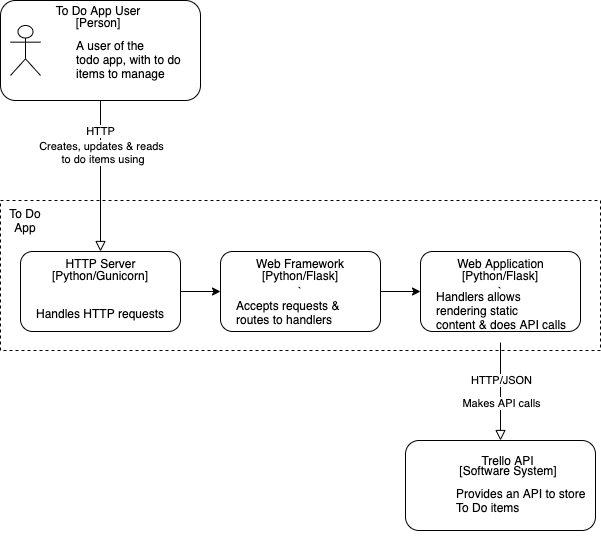 To Do App User
[Person]
A user of the
todo app, with to do
items to manage
HTTP
Creates, updates & reads
to do items using
To Do
App
HTTP Server
[Python/Gunicorn]
Handles HTTP requests
Web Framework
[Python/Flask]
`
Accepts requests &
routes to handlers
Web Application
[Python/Flask]
`
Handlers allows
rendering static
content & does API calls
HTTP/JSON
Makes API calls
Trello API
[Software System]
Provides an API to store
To Do items